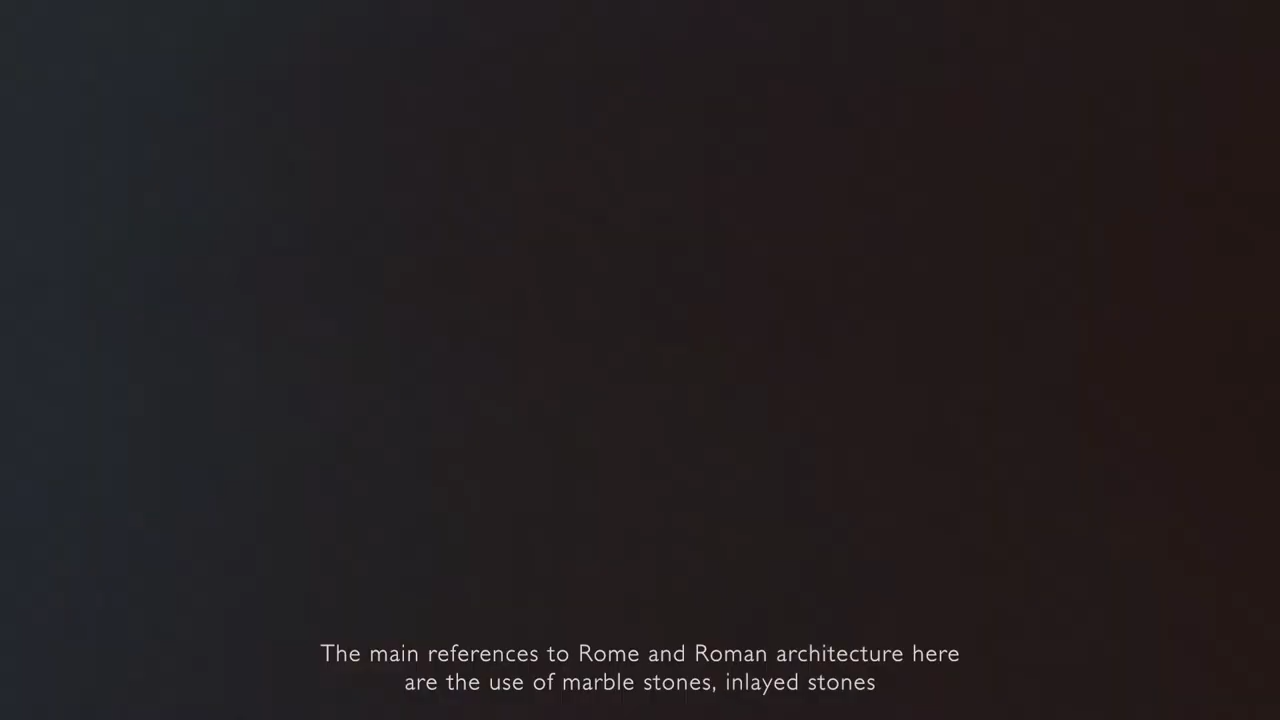 The main references to Rome and Roman architecture here
are the use of marble stones, inlayed stones